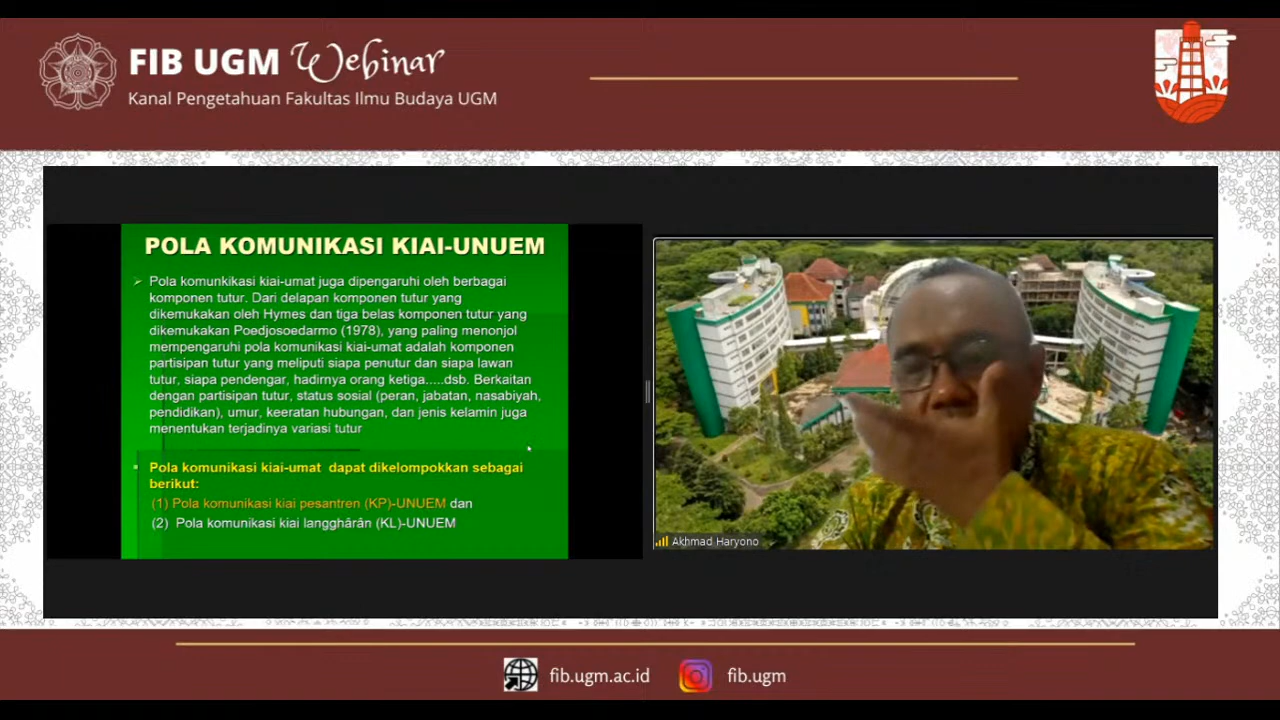 FIB UGM Webinar
Kanal Pengetahuan Fakultas Ilmu Budaya UGM
POLA KOMUNIKASI KIAI-UNUEM
Pola komunkikasi kiai-umat juga dipengaruhi oleh berbagai
komponen tutur. Dari delapan komponen tutur yang
dikemukakan oleh Hymes dan tiga belas komponen tutur yang
dikemukakan Poedjosoedarmo (1978), yang paling menonjol
mempengaruhi pola komunikasi kiai-umat adalah komponen
partisipan tutur yang meliputi siapa penutur dan siapa lawan
tutur, siapa pendengar, hadirnya orang ketiga.....dsb. Berkaitan
dengan partisipan tutur, status sosial (peran, jabatan, nasabiyah,
pendidikan), umur, keeratan hubungan, dan jenis kelamin juga
menentukan terjadinya variasi tutur
Pola komunikasi kiai-umat dapat dikelompokkan sebagai
berikut:
(1) Pola komunikasi kiai pesantren (KP)-UNUEM dan
(2) Pola komunikasi kiai langghârân (KL)-UNUEM
Akhmad Haryono
fib.ugm.ac.id
fib.ugm